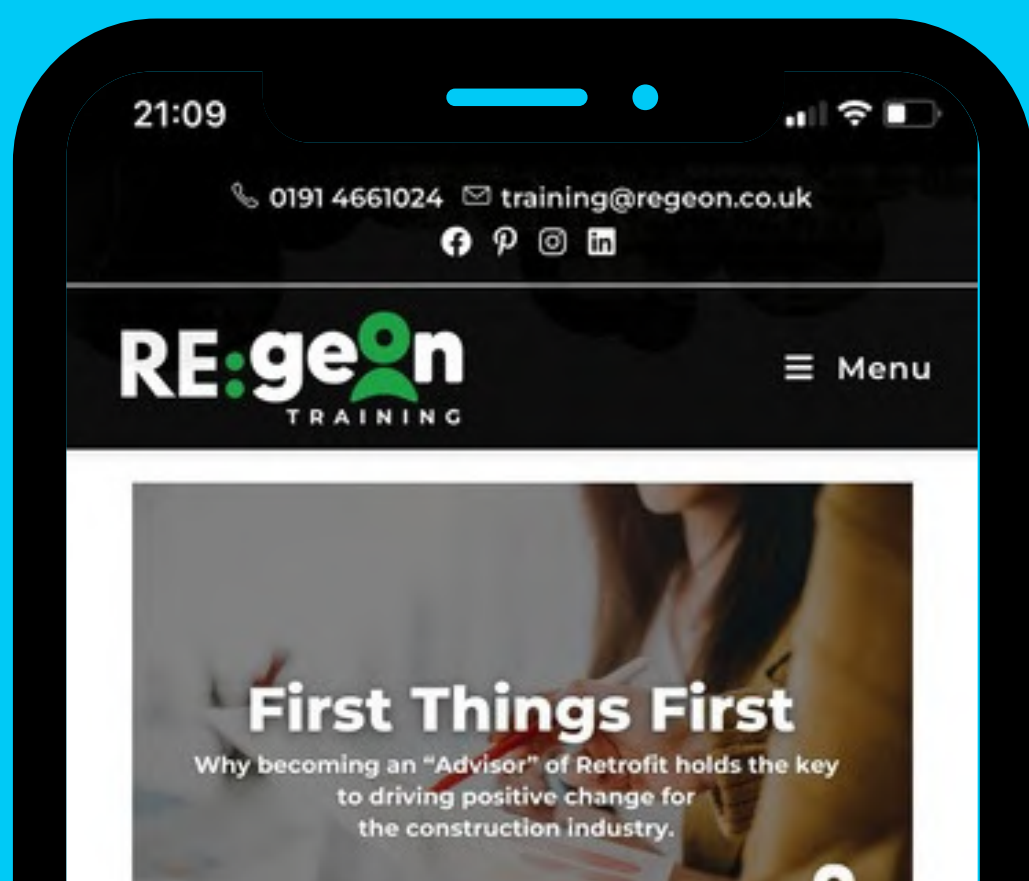 21:09
0191 4661024 training@regeon.co.uk
RE:geon
TRAINING
Menu
First Things First
Why becoming an “Advisor” of Retrofit holds the key
to driving positive change for
the construction industry.